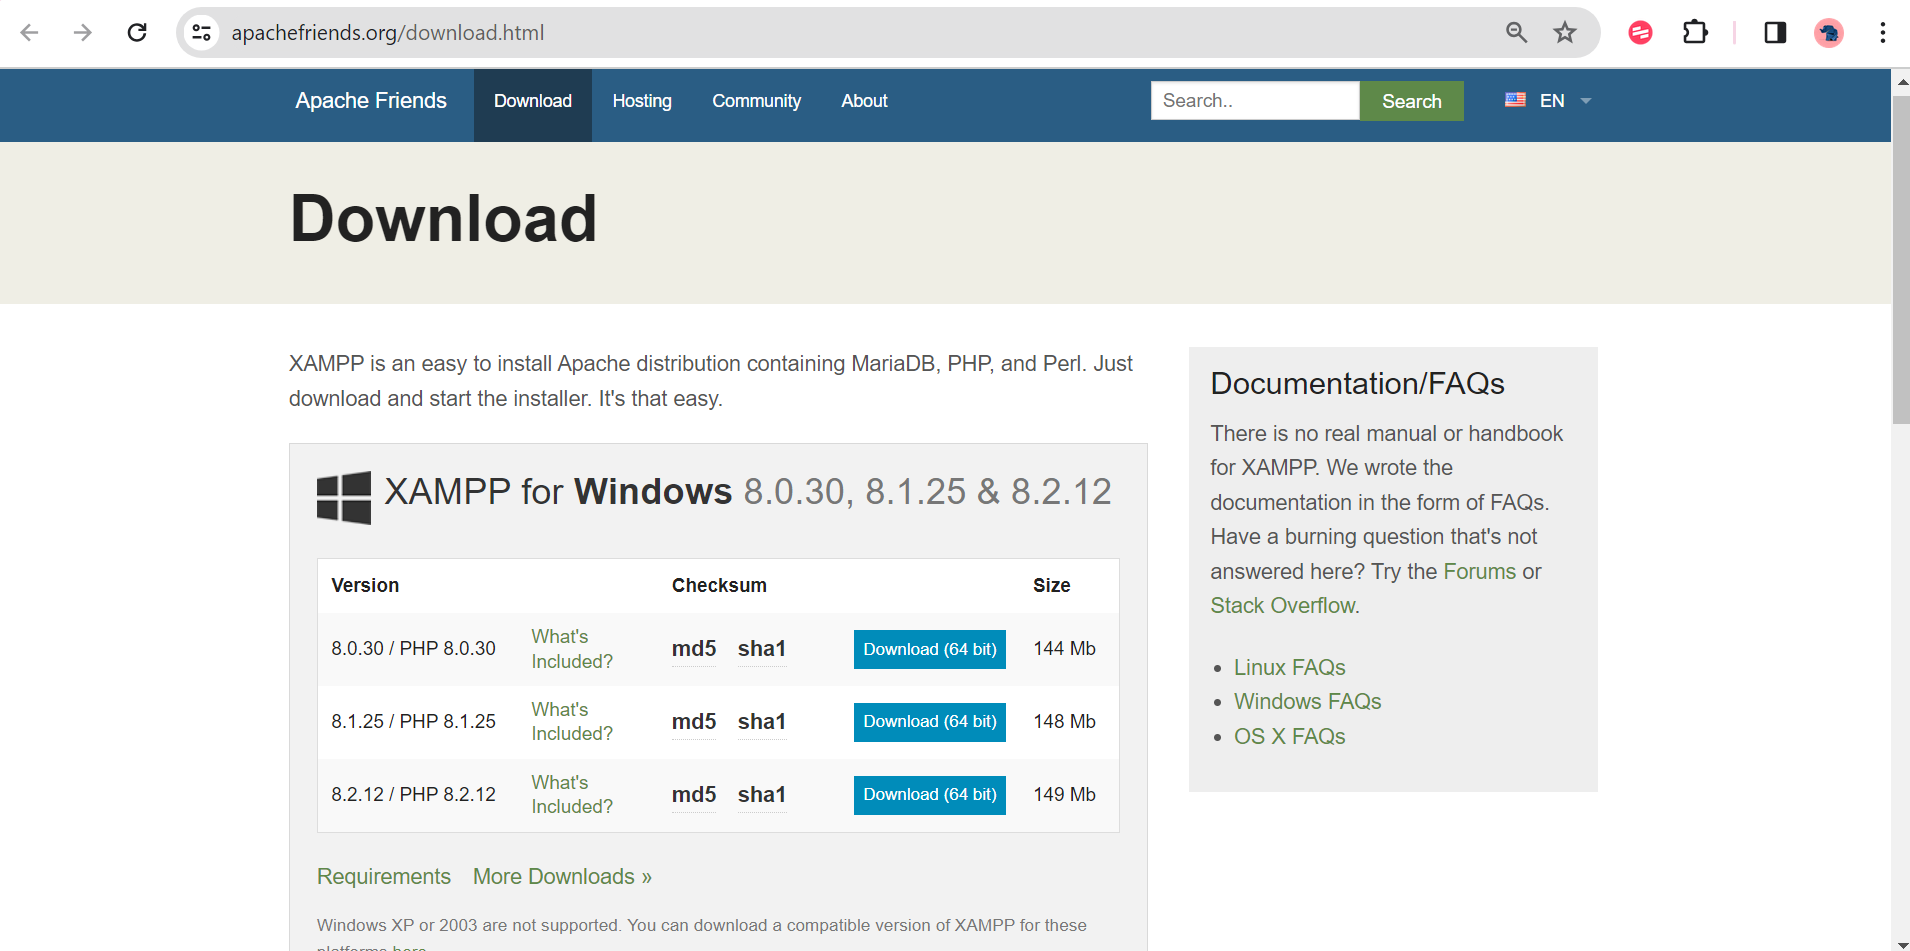 apachefriends.org/download.html
Apache Friends Download Hosting Community About Search.. Search EN
Download
XAMPP is an easy to install Apache distribution containing MariaDB, PHP, and Perl. Just
download and start the installer. It's that easy.
XAMPP for Windows 8.0.30, 8.1.25 & 8.2.12
Version Checksum Size
8.0.30 / PHP 8.0.30 What's
Included? md5 sha1 Download (64 bit) 144 Mb
8.1.25 / PHP 8.1.25 What's
Included? md5 sha1 Download (64 bit) 148 Mb
8.2.12 / PHP 8.2.12 What's
Included? md5 sha1 Download (64 bit) 149 Mb
Requirements More Downloads »
Windows XP or 2003 are not supported. You can download a compatible version of XAMPP for these
platforms here
Documentation/FAQs
There is no real manual or handbook
for XAMPP. We wrote the
documentation in the form of FAQs.
Have a burning question that's not
answered here? Try the Forums or
Stack Overflow.
• Linux FAQs
• Windows FAQs
• OS X FAQs